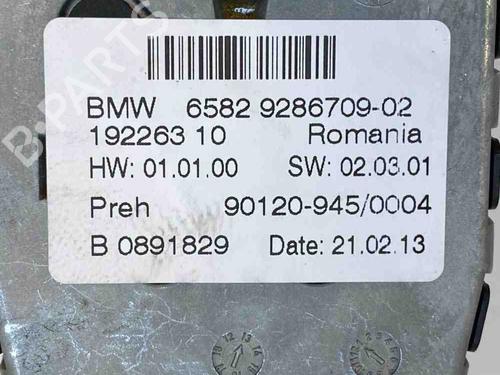 BMW 6582 9286709-02
192263 10 Romania
HW: 01.01.00 SW: 02.03.01
Preh 90120-945/0004
B 0891829 Date: 21.02.13
B-PARTS